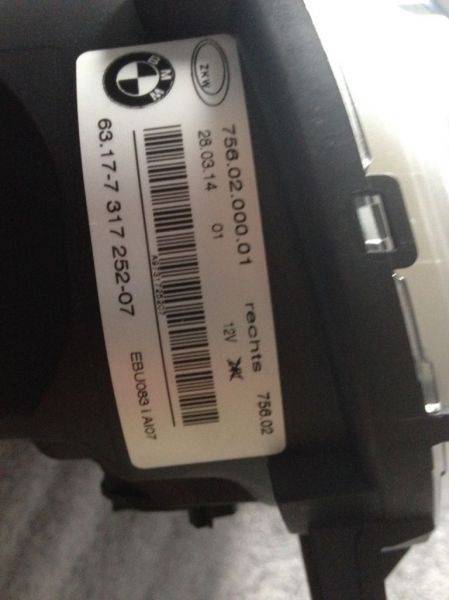 BMW ZKW 756.02.000.01 rechts 756.02
28.03.14 01 12V
63.17-7 317 252-07 EBU083 i AI07